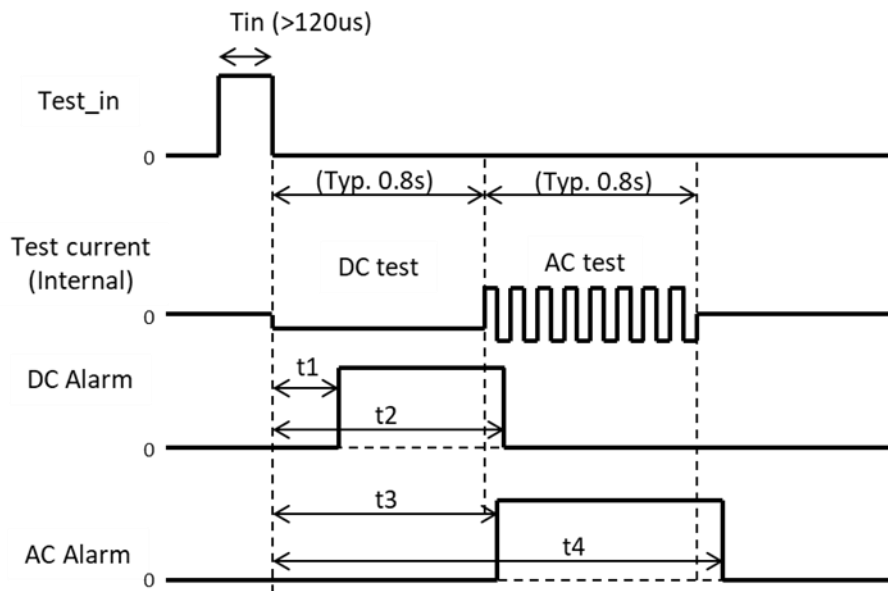 Tin (>120us)
Test_in
0
(Typ. 0.8s) (Typ. 0.8s)
Test current
(Internal)
DC test AC test
0
t1
DC Alarm
t2
0
t3
t4
AC Alarm
0